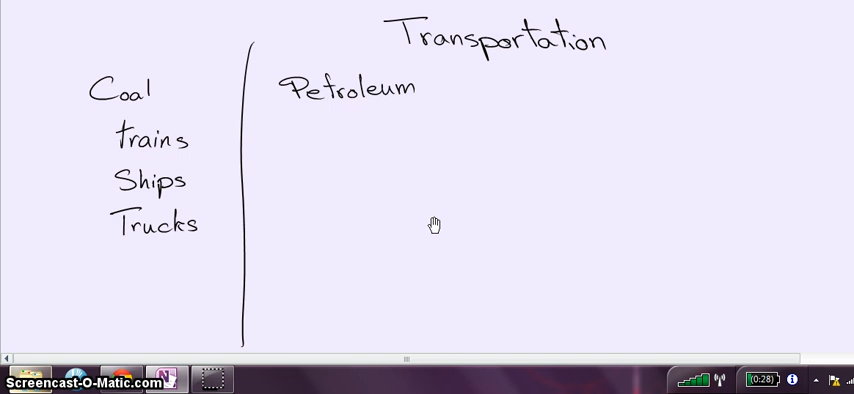 Transportation
Coal
Petroleum
trains
Ships
Trucks
Screencast-O-Matic.com
(0:28)